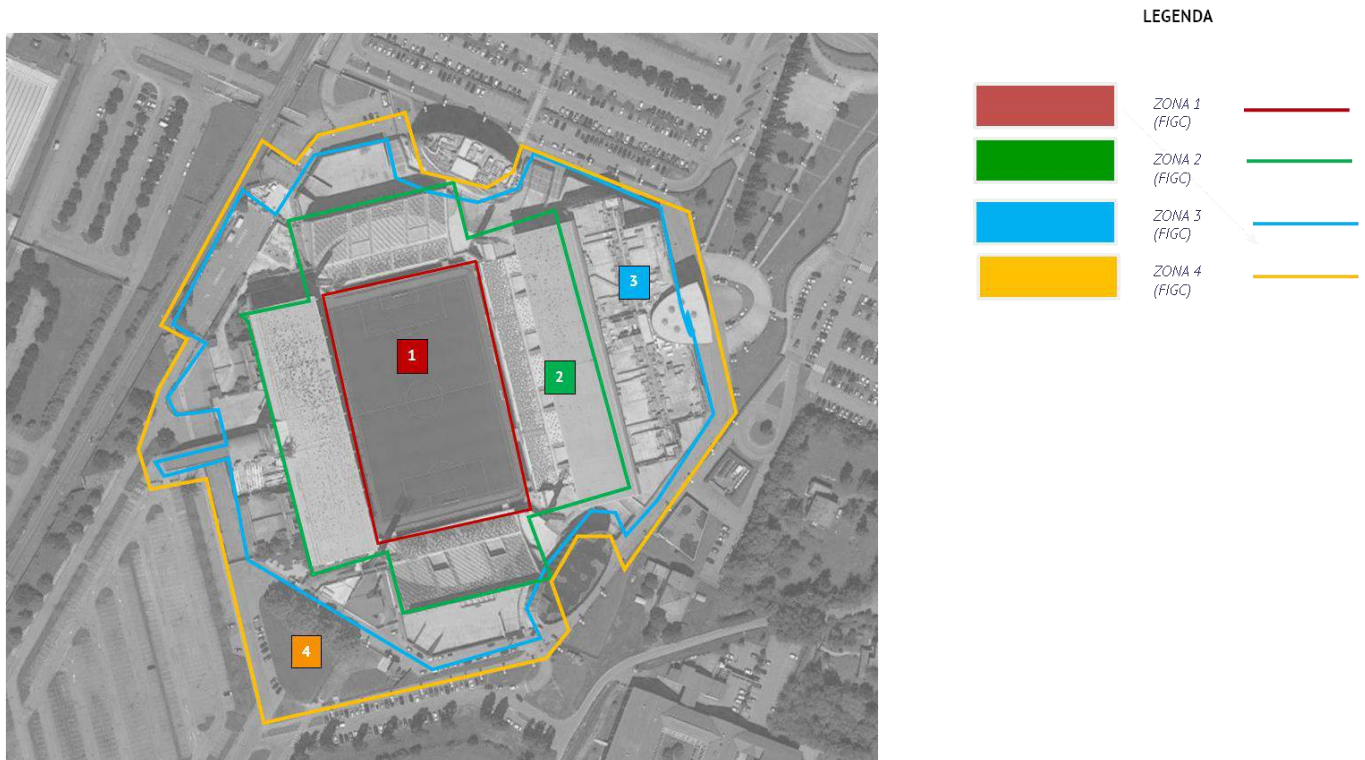 LEGENDA
ZONA 1
(FIGC)
ZONA 2
(FIGC)
ZONA 3
(FIGC)
ZONA 4
(FIGC)
3
1
2
4